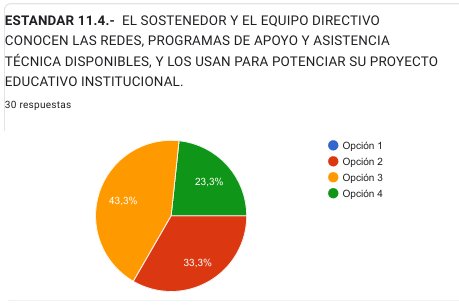 ESTANDAR 11.4.- EL SOSTENEDOR Y EL EQUIPO DIRECTIVO
CONOCEN LAS REDES, PROGRAMAS DE APOYO Y ASISTENCIA
TÉCNICA DISPONIBLES, Y LOS USAN PARA POTENCIAR SU PROYECTO
EDUCATIVO INSTITUCIONAL.
30 respuestas
Opción 1
Opción 2
Opción 3
Opción 4
23,3%
43,3%
33,3%